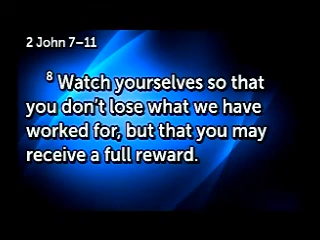 2 John 7–11
8 Watch yourselves so that
you don't lose what we have
worked for, but that you may
receive a full reward.